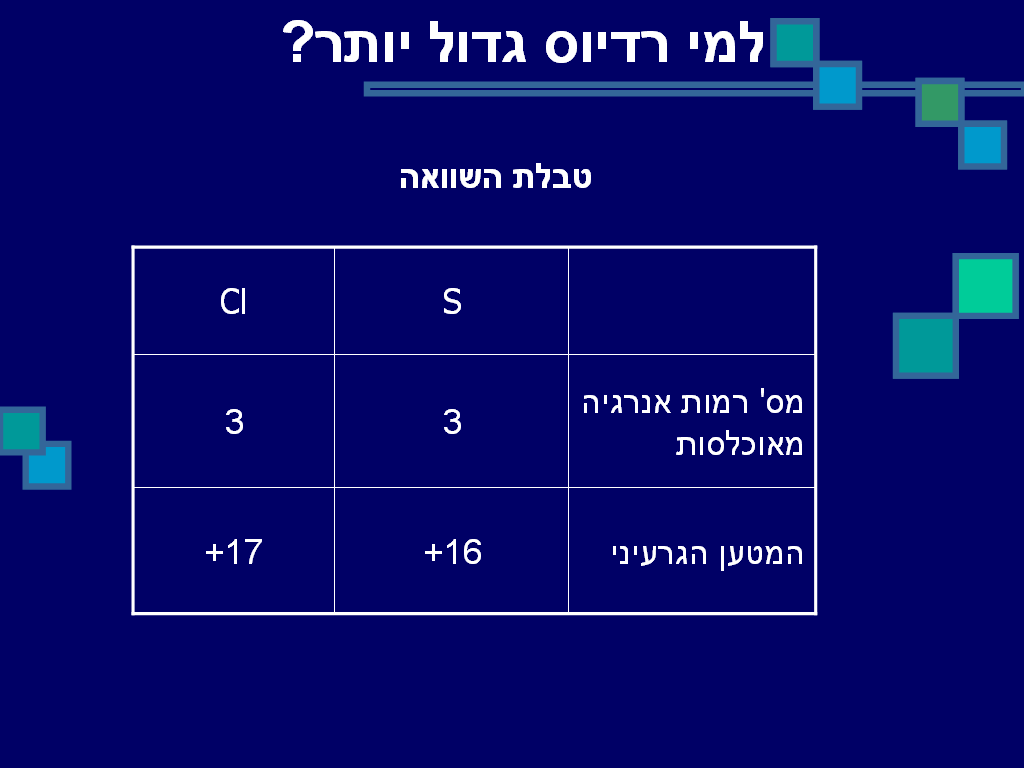 למי רדיוס גדול יותר?
טבלת השוואה
S Cl
מס' רמות אנרגיה
מאוכלסות
3 3
המטען הגרעיני +16 +17